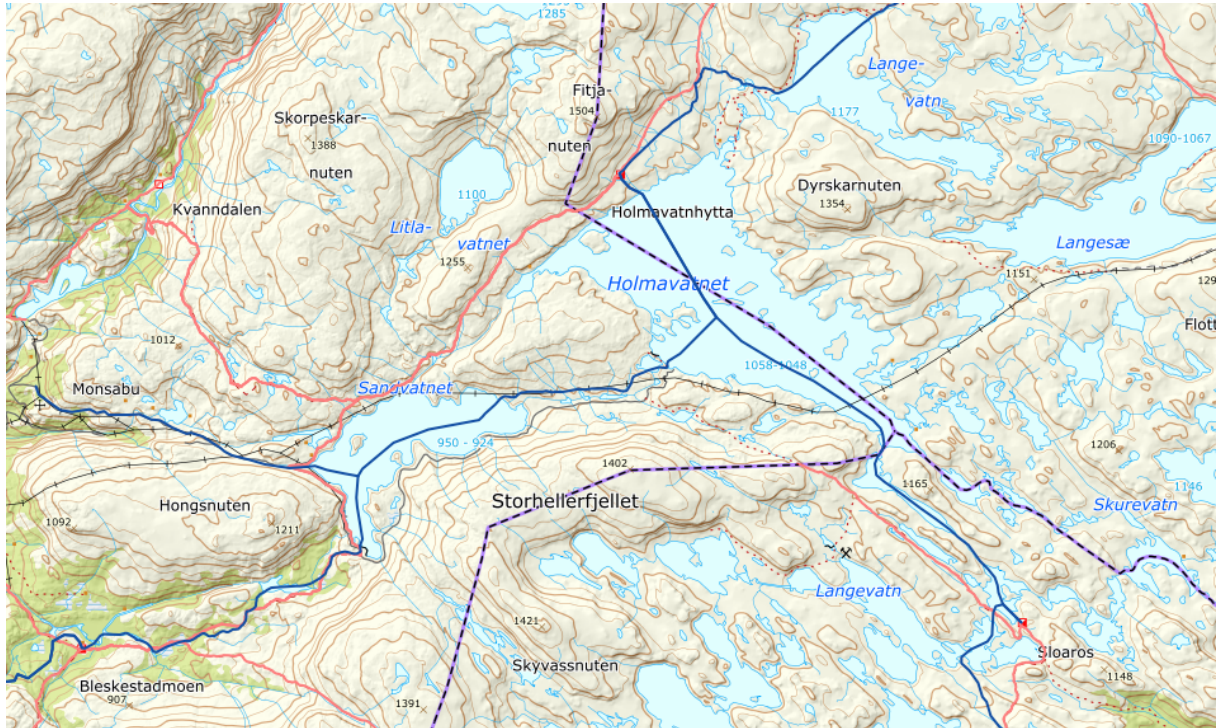 1285
Lange-
vatn
Fitja-
1504
nuten
Skorpeskar-
1388
nuten
1177
1090-1067
1100
Kvanndalen
Dyrskarnuten
1354
Holmavatnhytta
Litla-
vatnet
1255
Langesæ
1151
Holmavatnet
Flott
1012
1058-1048
Monsabu
Sandvatnet
950 - 924
1206
1402
1165
1146
Storhellerfjellet
Hongsnuten
Skurevatn
1092
1211
Langevatn
1421
Sloaros
Skyvassnuten
1148
Bleskestadmoen
907
1391